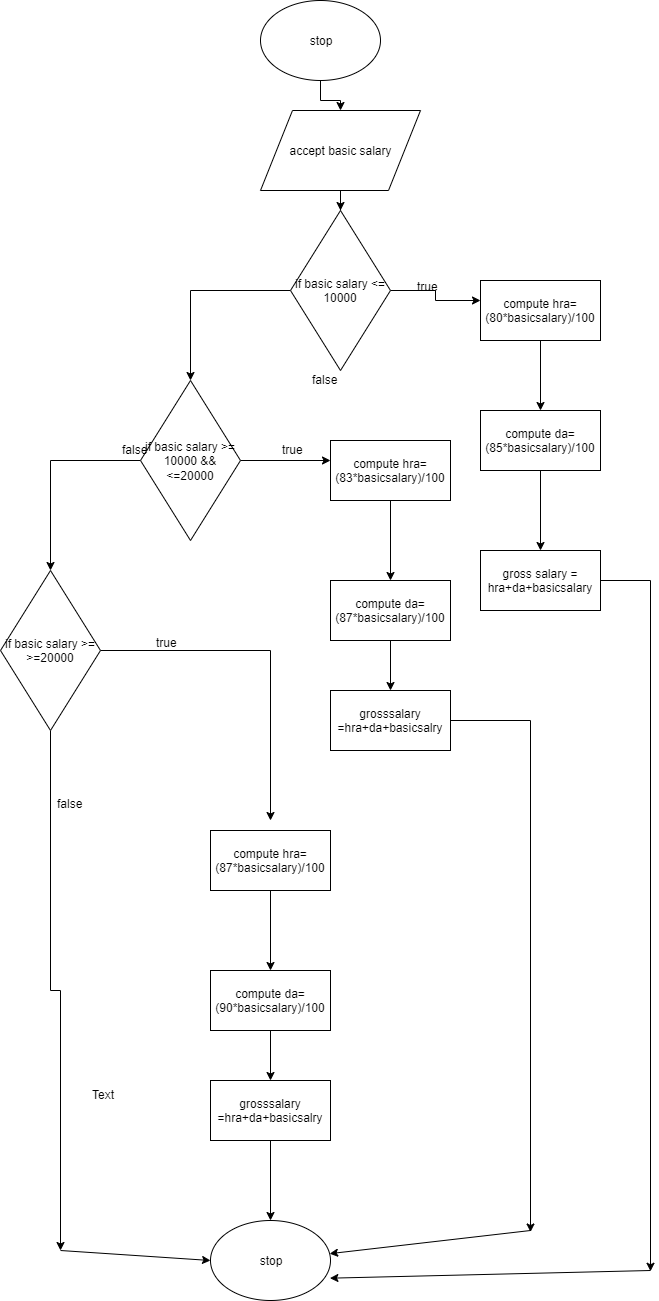 stop
accept basic salary
if basic salary <=
10000
true
compute hra=
(80*basicsalary)/100
false
compute da=
(85*basicsalary)/100
false
if basic salary >=
10000 &&
<=20000
true
compute hra=
(83*basicsalary)/100
gross salary =
hra+da+basicsalary
compute da=
(87*basicsalary)/100
if basic salary >=
>=20000
true
grosssalary
=hra+da+basicsalry
false
compute hra=
(87*basicsalary)/100
compute da=
(90*basicsalary)/100
Text
grosssalary
=hra+da+basicsalry
stop